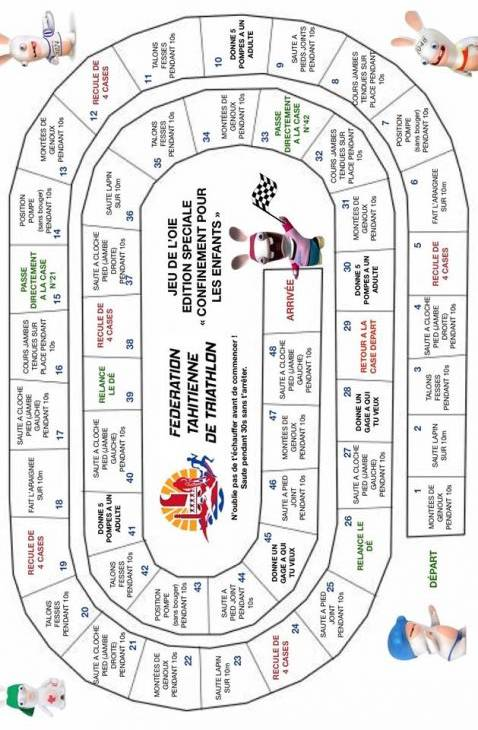 JEU DE L'OIE
EDITION SPECIALE
« CONFINEMENT POUR
LES ENFANTS »
FEDERATION
TAHITIENNE
DE TRIATHLON
N'oublie pas de t'échauffer avant de commencer !
Saute pendant 30s sans t'arrêter.
DÉPART
1
MONTÉES DE
GENOUX
PENDANT 10s
2
SAUTE LAPIN
SUR 10m
3
TALONS
FESSES
PENDANT 10s
4
SAUTE A CLOCHE
PIED (JAMBE
DROITE)
PENDANT 10s
5
RECULE DE
4 CASES
6
FAIT L'ARAIGNEE
SUR 10m
7
POSITION
POMPE
(sans bouger)
PENDANT 10s
8
COURS JAMBES
TENDUES SUR
PLACE PENDANT
10s
9
SAUTE A
PIEDS JOINTS
PENDANT 10s
10
DONNE 5
POMPES A UN
ADULTE
11
TALONS
FESSES
PENDANT 10s
12
RECULE DE
4 CASES
13
MONTÉES DE
GENOUX
PENDANT 10s
14
POSITION
POMPE
(sans bouger)
PENDANT 10s
15
PASSE
DIRECTEMENT
A LA CASE
N°21
16
COURS JAMBES
TENDUES SUR
PLACE PENDANT
10s
17
SAUTE A CLOCHE
PIED (JAMBE
GAUCHE)
PENDANT 10s
18
FAIT L'ARAIGNEE
SUR 10m
19
RECULE DE
4 CASES
20
TALONS
FESSES
PENDANT 10s
21
SAUTE A CLOCHE
PIED (JAMBE
DROITE)
PENDANT 10s
22
MONTÉES DE
GENOUX
PENDANT 10s
23
SAUTE LAPIN
SUR 10m
24
RECULE DE
4 CASES
25
SAUTE A PIED
JOINT
PENDANT 10s
26
RELANCE LE
DÉ
27
SAUTE A CLOCHE
PIED (JAMBE
GAUCHE)
PENDANT 10s
28
DONNE UN
GAGE A QUI
TU VEUX
29
RETOUR A LA
CASE DEPART
30
DONNE 5
POMPES A UN
ADULTE
31
MONTÉES DE
GENOUX
PENDANT 10s
32
COURS JAMBES
TENDUES SUR
PLACE PENDANT
10s
33
PASSE
DIRECTEMENT
A LA CASE
N°42
34
MONTÉES DE
GENOUX
PENDANT 10s
35
TALONS
FESSES
PENDANT 10s
36
SAUTE LAPIN
SUR 10m
37
SAUTE A CLOCHE
PIED (JAMBE
DROITE)
PENDANT 10s
38
RECULE DE
4 CASES
39
RELANCE
LE DÉ
40
SAUTE A CLOCHE
PIED (JAMBE
GAUCHE)
PENDANT 10s
41
DONNE 5
POMPES A UN
ADULTE
42
TALONS
FESSES
PENDANT 10s
43
POSITION
POMPE
(sans bouger)
PENDANT 10s
44
SAUTE A
PIED JOINT
PENDANT
10s
45
DONNE UN
GAGE A QUI
TU VEUX
46
SAUTE A PIED
JOINT
PENDANT 10s
47
MONTÉES DE
GENOUX
PENDANT 10s
48
SAUTE A CLOCHE
PIED (JAMBE
GAUCHE)
PENDANT 10s
ARRIVÉE